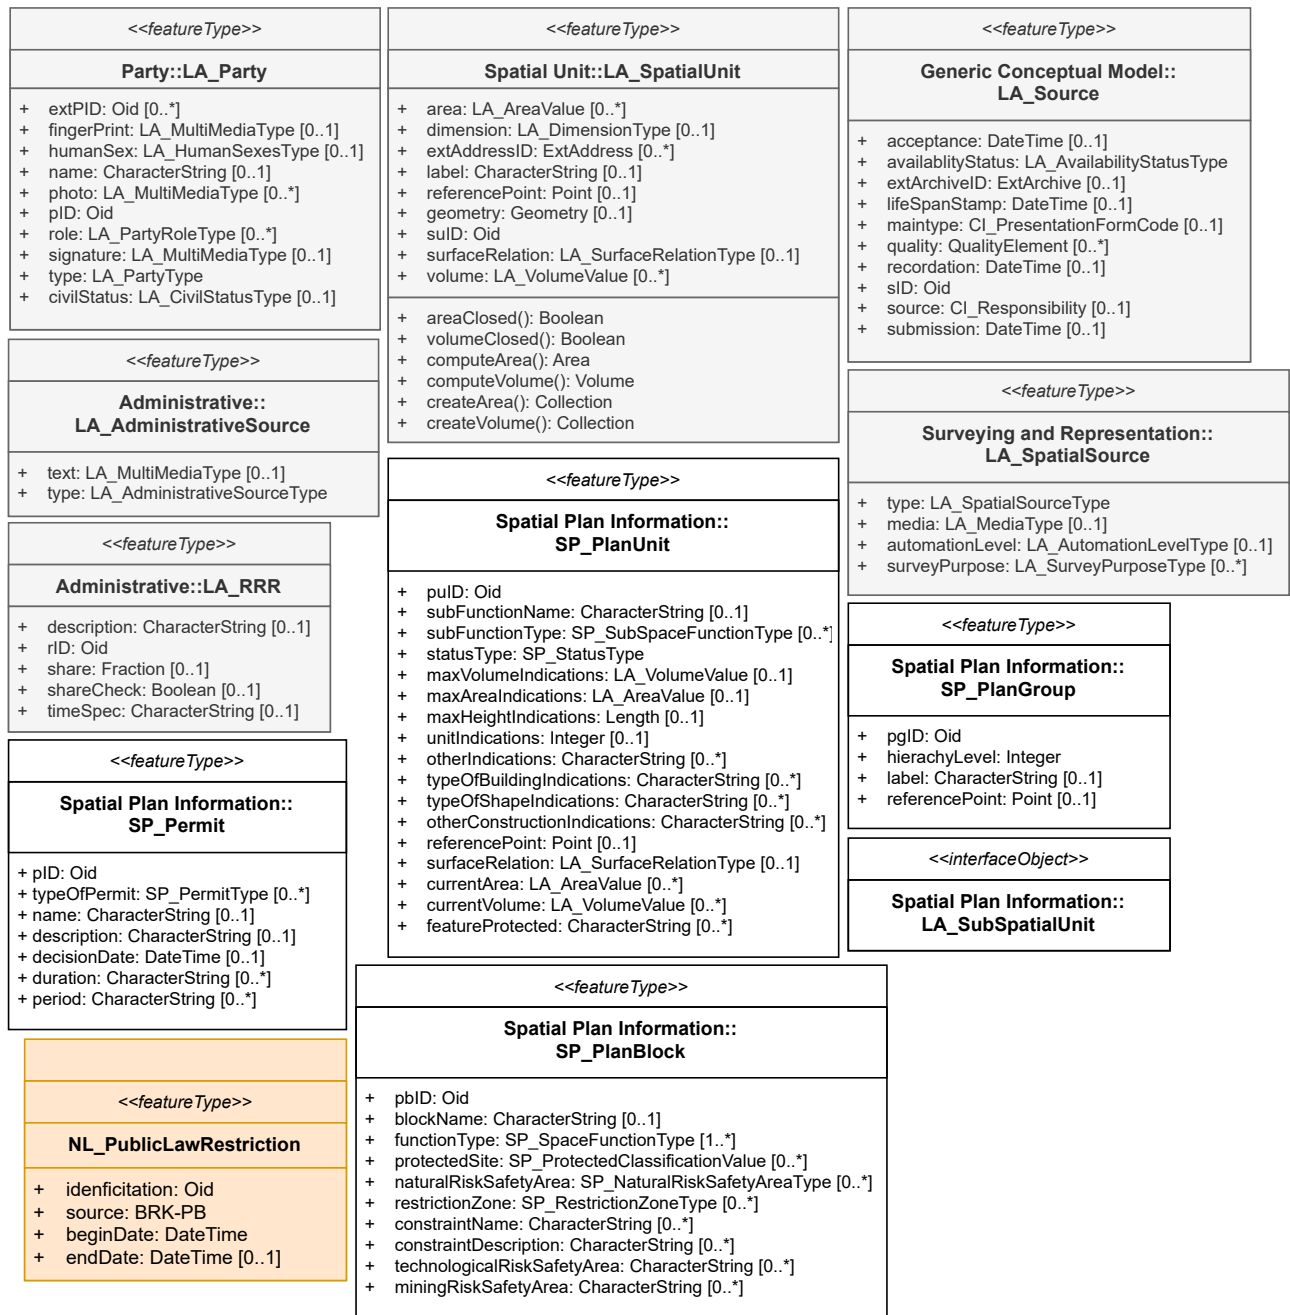 <<featureType>>
Party::LA_Party
+ extPID: Oid [0..*]
+ fingerPrint: LA_MultiMediaType [0..1]
+ humanSex: LA_HumanSexesType [0..1]
+ name: CharacterString [0..1]
+ photo: LA_MultiMediaType [0..*]
+ pID: Oid
+ role: LA_PartyRoleType [0..*]
+ signature: LA_MultiMediaType [0..1]
+ type: LA_PartyType
+ civilStatus: LA_CivilStatusType [0..1]
<<featureType>>
Administrative::
LA_AdministrativeSource
+ text: LA_MultiMediaType [0..1]
+ type: LA_AdministrativeSourceType
<<featureType>>
Administrative::LA_RRR
+ description: CharacterString [0..1]
+ rID: Oid
+ share: Fraction [0..1]
+ shareCheck: Boolean [0..1]
+ timeSpec: CharacterString [0..1]
<<featureType>>
Spatial Plan Information::
SP_Permit
+ pID: Oid
+ typeOfPermit: SP_PermitType [0..*]
+ name: CharacterString [0..1]
+ description: CharacterString [0..1]
+ decisionDate: DateTime [0..1]
+ duration: CharacterString [0..*]
+ period: CharacterString [0..*]
<<featureType>>
NL_PublicLawRestriction
+ idenficitation: Oid
+ source: BRK-PB
+ beginDate: DateTime
+ endDate: DateTime [0..1]
<<featureType>>
Spatial Unit::LA_SpatialUnit
+ area: LA_AreaValue [0..*]
+ dimension: LA_DimensionType [0..1]
+ extAddressID: ExtAddress [0..*]
+ label: CharacterString [0..1]
+ referencePoint: Point [0..1]
+ geometry: Geometry [0..1]
+ suID: Oid
+ surfaceRelation: LA_SurfaceRelationType [0..1]
+ volume: LA_VolumeValue [0..*]
+ areaClosed(): Boolean
+ volumeClosed(): Boolean
+ computeArea(): Area
+ computeVolume(): Volume
+ createArea(): Collection
+ createVolume(): Collection
<<featureType>>
Spatial Plan Information::
SP_PlanUnit
+ puID: Oid
+ subFunctionName: CharacterString [0..1]
+ subFunctionType: SP_SubSpaceFunctionType [0..*]
+ statusType: SP_StatusType
+ maxVolumeIndications: LA_VolumeValue [0..1]
+ maxAreaIndications: LA_AreaValue [0..1]
+ maxHeightIndications: Length [0..1]
+ unitIndications: Integer [0..1]
+ otherIndications: CharacterString [0..*]
+ typeOfBuildingIndications: CharacterString [0..*]
+ typeOfShapeIndications: CharacterString [0..*]
+ otherConstructionIndications: CharacterString [0..*]
+ referencePoint: Point [0..1]
+ surfaceRelation: LA_SurfaceRelationType [0..1]
+ currentArea: LA_AreaValue [0..*]
+ currentVolume: LA_VolumeValue [0..*]
+ featureProtected: CharacterString [0..*]
<<featureType>>
Spatial Plan Information::
SP_PlanBlock
+ pbID: Oid
+ blockName: CharacterString [0..1]
+ functionType: SP_SpaceFunctionType [1..*]
+ protectedSite: SP_ProtectedClassificationValue [0..*]
+ naturalRiskSafetyArea: SP_NaturalRiskSafetyAreaType [0..*]
+ restrictionZone: SP_RestrictionZoneType [0..*]
+ constraintName: CharacterString [0..*]
+ constraintDescription: CharacterString [0..*]
+ technologicalRiskSafetyArea: CharacterString [0..*]
+ miningRiskSafetyArea: CharacterString [0..*]
<<featureType>>
Generic Conceptual Model::
LA_Source
+ acceptance: DateTime [0..1]
+ availablityStatus: LA_AvailabilityStatusType
+ extArchiveID: ExtArchive [0..1]
+ lifeSpanStamp: DateTime [0..1]
+ maintype: CI_PresentationFormCode [0..1]
+ quality: QualityElement [0..*]
+ recordation: DateTime [0..1]
+ sID: Oid
+ source: CI_Responsibility [0..1]
+ submission: DateTime [0..1]
<<featureType>>
Surveying and Representation::
LA_SpatialSource
+ type: LA_SpatialSourceType
+ media: LA_MediaType [0..1]
+ automationLevel: LA_AutomationLevelType [0..1]
+ surveyPurpose: LA_SurveyPurposeType [0..*]
<<featureType>>
Spatial Plan Information::
SP_PlanGroup
+ pgID: Oid
+ hierachyLevel: Integer
+ label: CharacterString [0..1]
+ referencePoint: Point [0..1]
<<interfaceObject>>
Spatial Plan Information::
LA_SubSpatialUnit